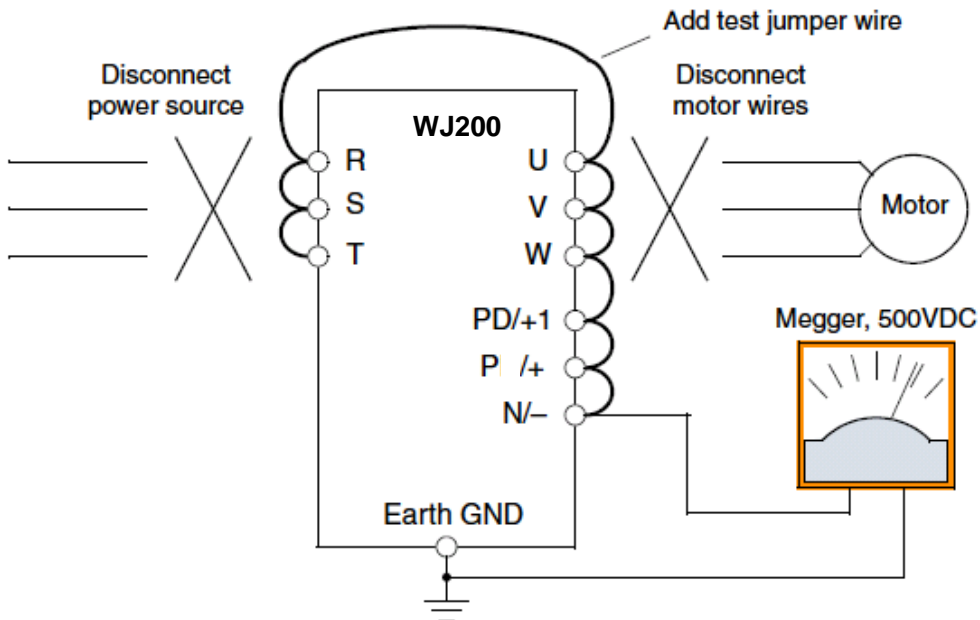 Add test jumper wire
Disconnect
power source
Disconnect
motor wires
WJ200
R
U
S
V
Motor
T
W
PD/+1
Megger, 500VDC
P /+
N/–
Earth GND